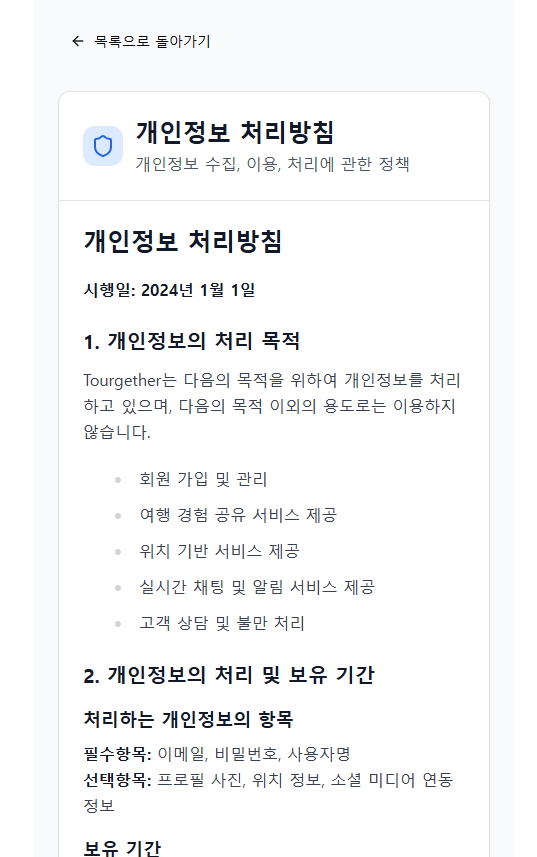 목록으로 돌아가기
개인정보 처리방침
개인정보 수집, 이용, 처리에 관한 정책
개인정보 처리방침
시행일: 2024년 1월 1일
1. 개인정보의 처리 목적
Tourgether는 다음의 목적을 위하여 개인정보를 처리
하고 있으며, 다음의 목적 이외의 용도로는 이용하지
않습니다.
회원 가입 및 관리
여행 경험 공유 서비스 제공
위치 기반 서비스 제공
실시간 채팅 및 알림 서비스 제공
고객 상담 및 불만 처리
2. 개인정보의 처리 및 보유 기간
처리하는 개인정보의 항목
필수항목: 이메일, 비밀번호, 사용자명
선택항목: 프로필 사진, 위치 정보, 소셜 미디어 연동
정보
보유 기간